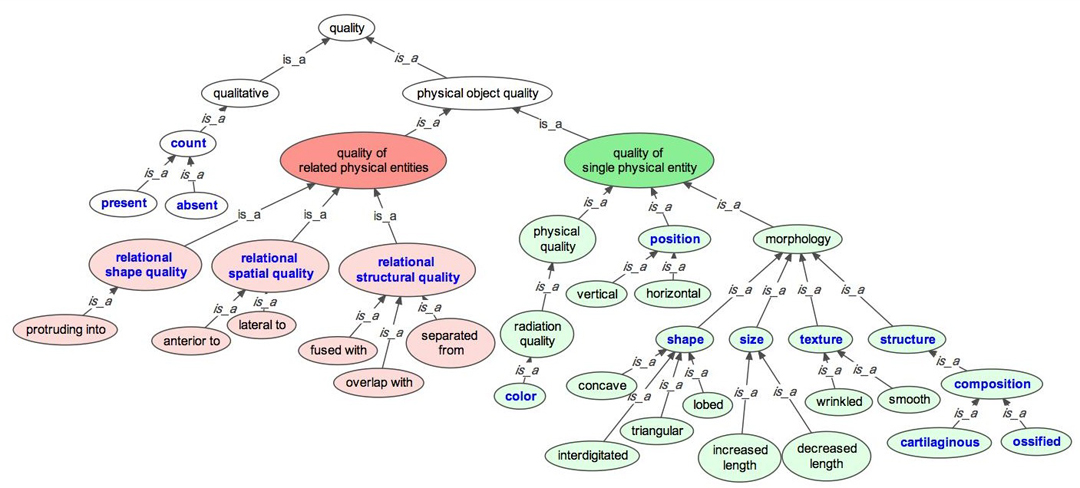 quality
is_a
is_a
qualitative
physical object quality
is_a
is_a
is_a
count
quality of
related physical entities
quality of
single physical entity
is_a
is_a
present
absent
is_a
is_a
is_a
is_a
is_a
is_a
relational
shape quality
relational
spatial quality
relational
structural quality
physical
quality
position
morphology
is_a
is_a
is_a
is_a
is_a
is_a
is_a
vertical
horizontal
is_a
is_a
is_a
is_a
is_a
is_a
is_a
protruding into
anterior to
lateral to
fused with
separated
from
overlap with
radiation
quality
shape
size
texture
structure
is_a
is_a
is_a
is_a
is_a
is_a
is_a
is_a
is_a
is_a
color
concave
interdigitated
triangular
lobed
increased
length
decreased
length
wrinkled
smooth
composition
is_a
is_a
cartilaginous
ossified